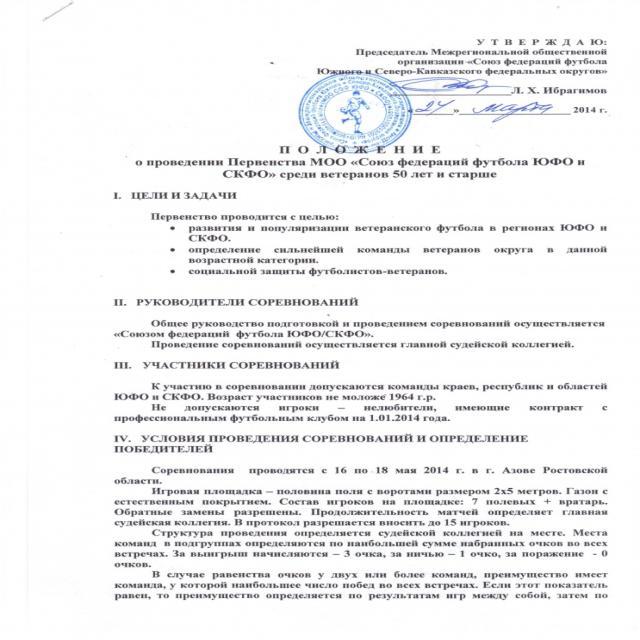 У Т В Е Р Ж Д А Ю:
Председатель Межрегиональной общественной
организации «Союз федераций футбола
Южного и Северо-Кавказского федеральных округов»
Л. Х. Ибрагимов
« 24 » марта 2014 г.
П О Л О Ж Е Н И Е
о проведении Первенства МОО «Союз федераций футбола ЮФО и
СКФО» среди ветеранов 50 лет и старше
I. ЦЕЛИ И ЗАДАЧИ
Первенство проводится с целью:
• развития и популяризации ветеранского футбола в регионах ЮФО и
СКФО.
• определение сильнейшей команды ветеранов округа в данной
возрастной категории.
• социальной защиты футболистов-ветеранов.
II. РУКОВОДИТЕЛИ СОРЕВНОВАНИЙ
Общее руководство подготовкой и проведением соревнований осуществляется
«Союзом федераций футбола ЮФО/СКФО».
Проведение соревнований осуществляется главной судейской коллегией.
III. УЧАСТНИКИ СОРЕВНОВАНИЙ
К участию в соревновании допускаются команды краев, республик и областей
ЮФО и СКФО. Возраст участников не моложе 1964 г.р.
Не допускаются игроки – нелюбители, имеющие контракт с
профессиональным футбольным клубом на 1.01.2014 года.
IV. УСЛОВИЯ ПРОВЕДЕНИЯ СОРЕВНОВАНИЙ И ОПРЕДЕЛЕНИЕ
ПОБЕДИТЕЛЕЙ
Соревнования проводятся с 16 по 18 мая 2014 г. в г. Азове Ростовской
области.
Игровая площадка – половина поля с воротами размером 2х5 метров. Газон с
естественным покрытием. Состав игроков на площадке: 7 полевых + вратарь.
Обратные замены разрешены. Продолжительность матчей определяет главная
судейская коллегия. В протокол разрешается вносить до 15 игроков.
Структура проведения определяется судейской коллегией на месте. Места
команд в подгруппах определяются по наибольшей сумме набранных очков во всех
встречах. За выигрыш начисляются – 3 очка, за ничью – 1 очко, за поражение - 0
очков.
В случае равенства очков у двух или более команд, преимущество имеет
команда, у которой наибольшее число побед во всех встречах. Если этот показатель
равен, то преимущество определяется по результатам игр между собой, затем по